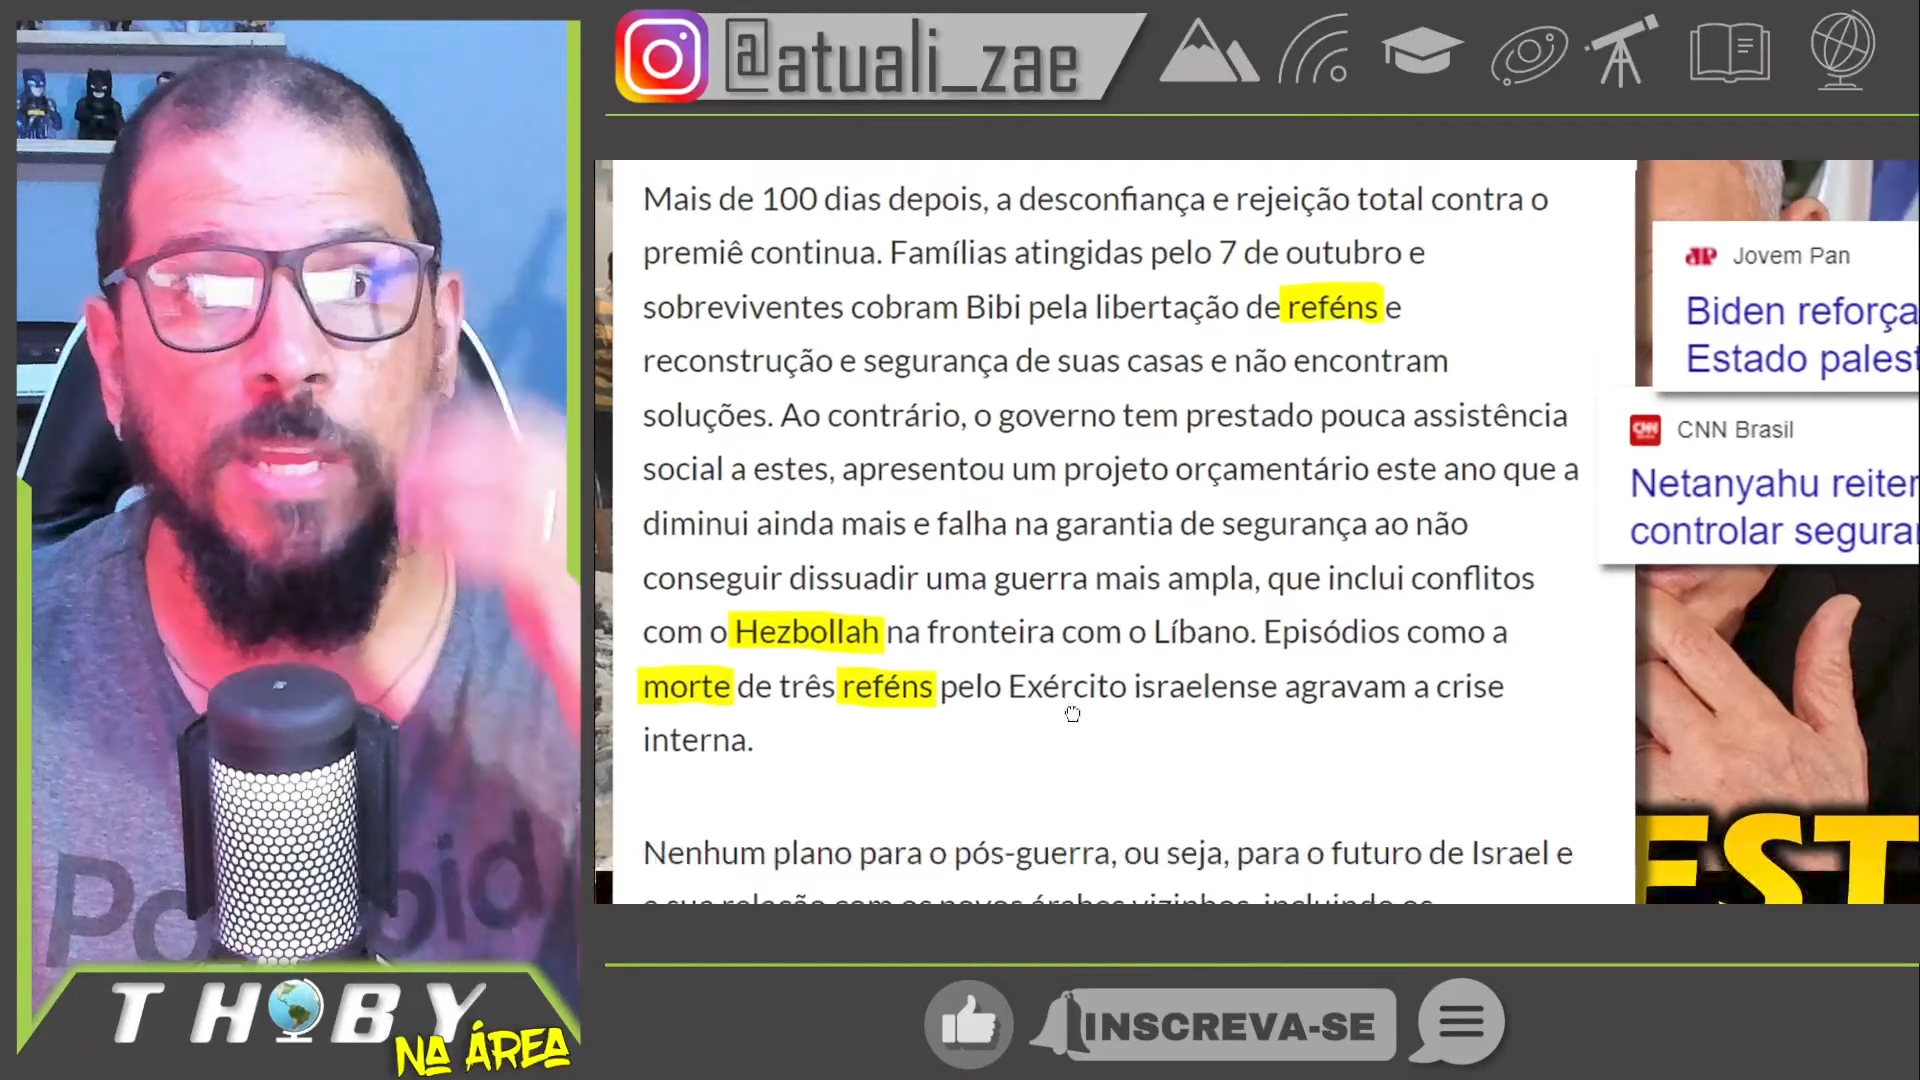 @atuali_zae
Mais de 100 dias depois, a desconfiança e rejeição total contra o
premiê continua. Famílias atingidas pelo 7 de outubro e
sobreviventes cobram Bibi pela libertação de reféns e
reconstrução e segurança de suas casas e não encontram
soluções. Ao contrário, o governo tem prestado pouca assistência
social a estes, apresentou um projeto orçamentário este ano que a
diminui ainda mais e falha na garantia de segurança ao não
conseguir dissuadir uma guerra mais ampla, que inclui conflitos
com o Hezbollah na fronteira com o Líbano. Episódios como a
morte de três reféns pelo Exército israelense agravam a crise
interna.
Nenhum plano para o pós-guerra, ou seja, para o futuro de Israel e
JP Jovem Pan
Biden reforça
Estado
CNN CNN Brasil
Netanyahu
controlar
THOBY
NA ÁREA
INSCREVA-SE